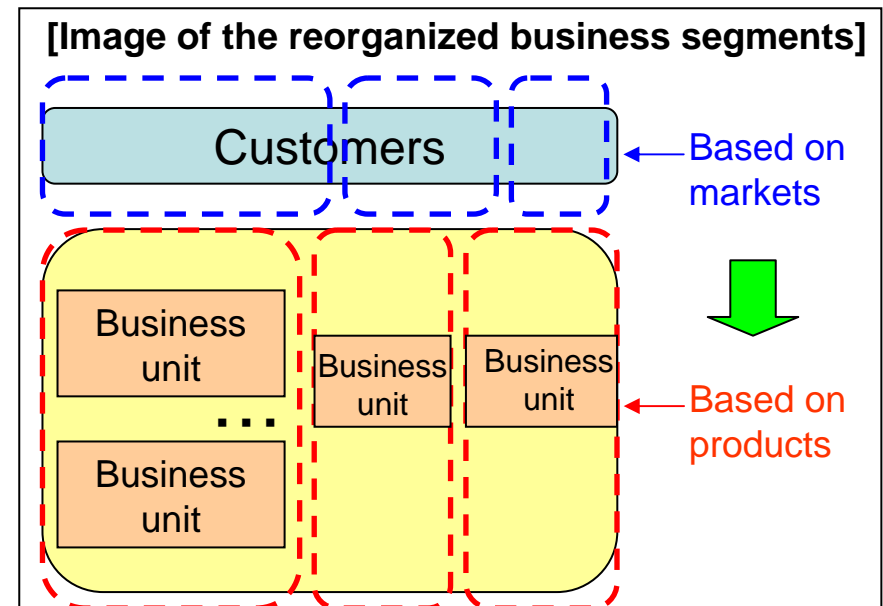 [Image of the reorganized business segments]
Customers
Based on
markets
Business
unit
Business
unit
Business
unit
...
Business
unit
Based on
products